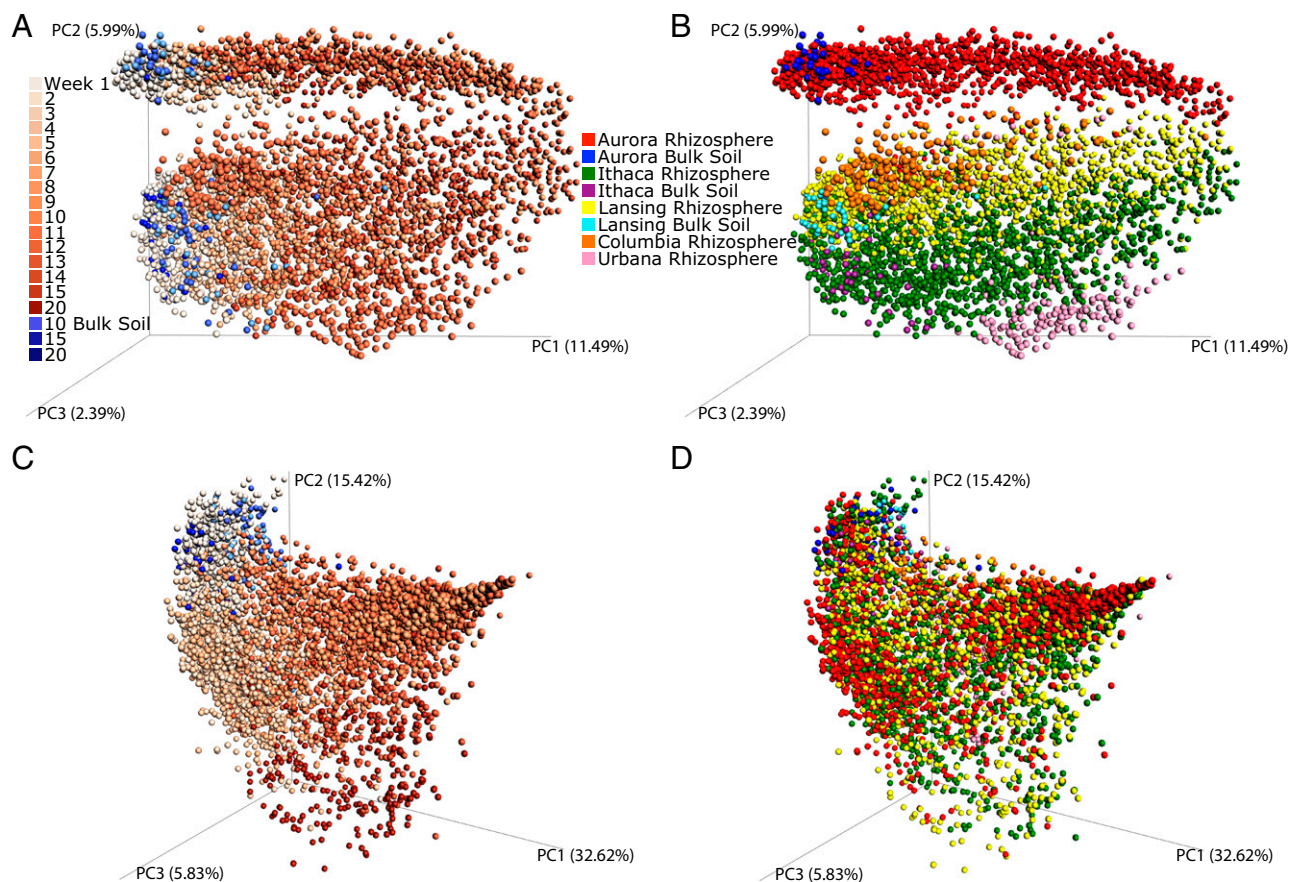 A
PC2 (5.99%)
Week 1
2
3
4
5
6
7
8
9
10
11
12
13
14
15
20
10 Bulk Soil
15
20
PC1 (11.49%)
PC3 (2.39%)
B
PC2 (5.99%)
Aurora Rhizosphere
Aurora Bulk Soil
Ithaca Rhizosphere
Ithaca Bulk Soil
Lansing Rhizosphere
Lansing Bulk Soil
Columbia Rhizosphere
Urbana Rhizosphere
PC1 (11.49%)
PC3 (2.39%)
C
PC2 (15.42%)
PC1 (32.62%)
PC3 (5.83%)
D
PC2 (15.42%)
PC1 (32.62%)
PC3 (5.83%)